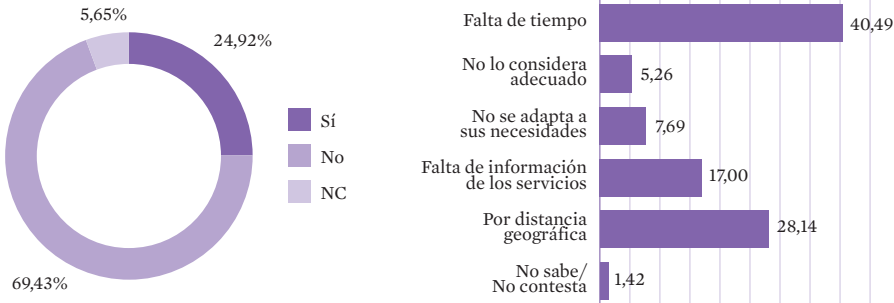 5,65%
24,92%
69,43%
Sí
No
NC
Falta de tiempo
40,49
No lo considera
adecuado
5,26
No se adapta a
sus necesidades
7,69
Falta de información
de los servicios
17,00
Por distancia
geográfica
28,14
No sabe/
No contesta
1,42